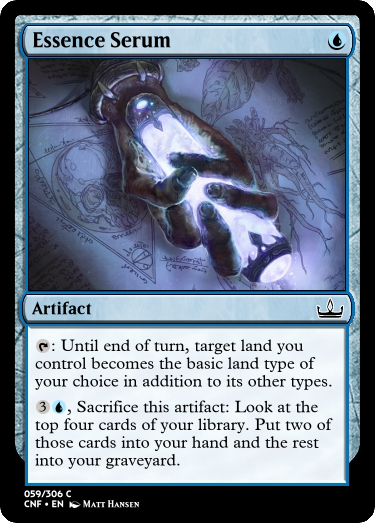 Essence Serum
Artifact
: Until end of turn, target land you
control becomes the basic land type of
your choice in addition to its other types.
3, Sacrifice this artifact: Look at the
top four cards of your library. Put two of
those cards into your hand and the rest
into your graveyard.
059/306 C
CNF • EN Matt Hansen